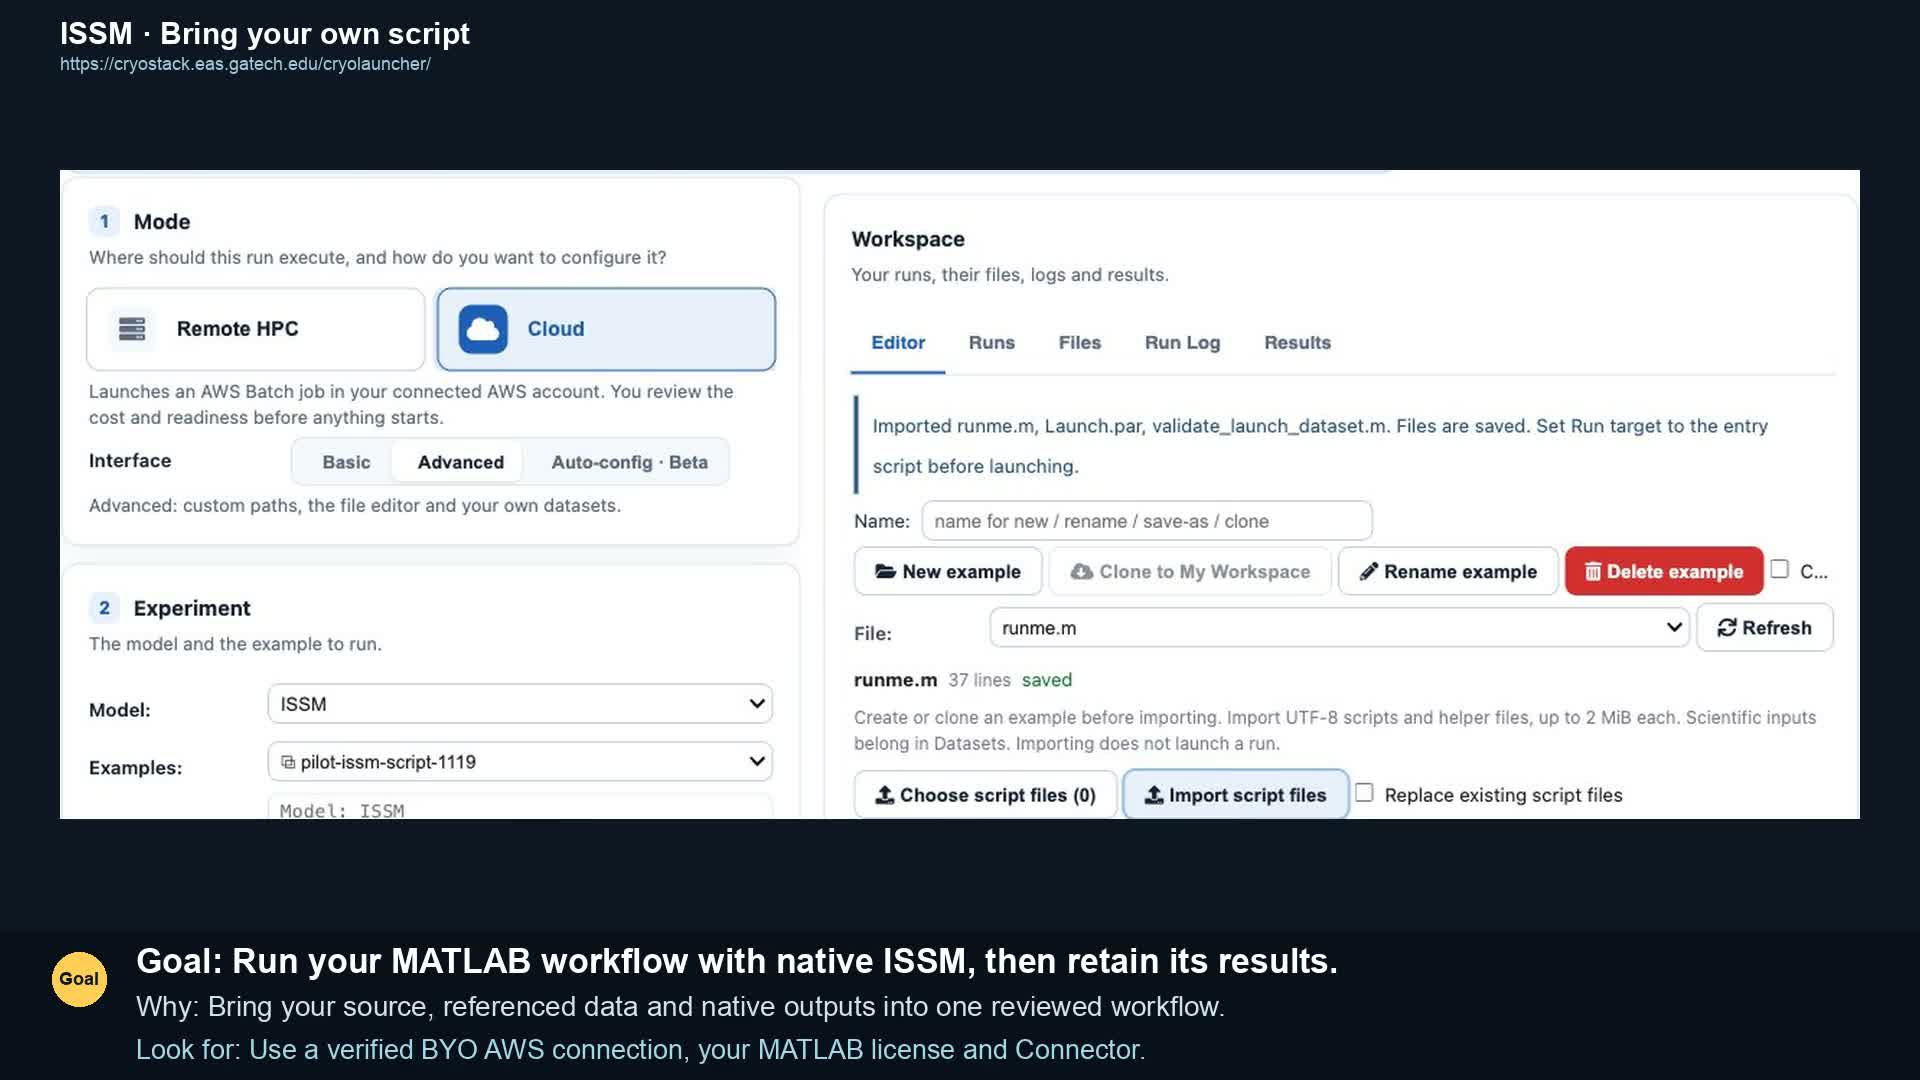 ISSM · Bring your own script
https://cryostack.eas.gatech.edu/cryolauncher/
1 Mode
Where should this run execute, and how do you want to configure it?
Remote HPC
Cloud
Launches an AWS Batch job in your connected AWS account. You review the
cost and readiness before anything starts.
Interface
Basic
Advanced
Auto-config · Beta
Advanced: custom paths, the file editor and your own datasets.
2 Experiment
The model and the example to run.
Model:
ISSM
Examples:
pilot-issm-script-1119
Model: ISSM
Workspace
Your runs, their files, logs and results.
Editor
Runs
Files
Run Log
Results
Imported runme.m, Launch.par, validate_launch_dataset.m. Files are saved. Set Run target to the entry
script before launching.
Name:
name for new / rename / save-as / clone
New example
Clone to My Workspace
Rename example
Delete example
C...
File:
runme.m
Refresh
runme.m 37 lines saved
Create or clone an example before importing. Import UTF-8 scripts and helper files, up to 2 MiB each. Scientific inputs
belong in Datasets. Importing does not launch a run.
Choose script files (0)
Import script files
Replace existing script files
Goal
Goal: Run your MATLAB workflow with native ISSM, then retain its results.
Why: Bring your source, referenced data and native outputs into one reviewed workflow.
Look for: Use a verified BYO AWS connection, your MATLAB license and Connector.